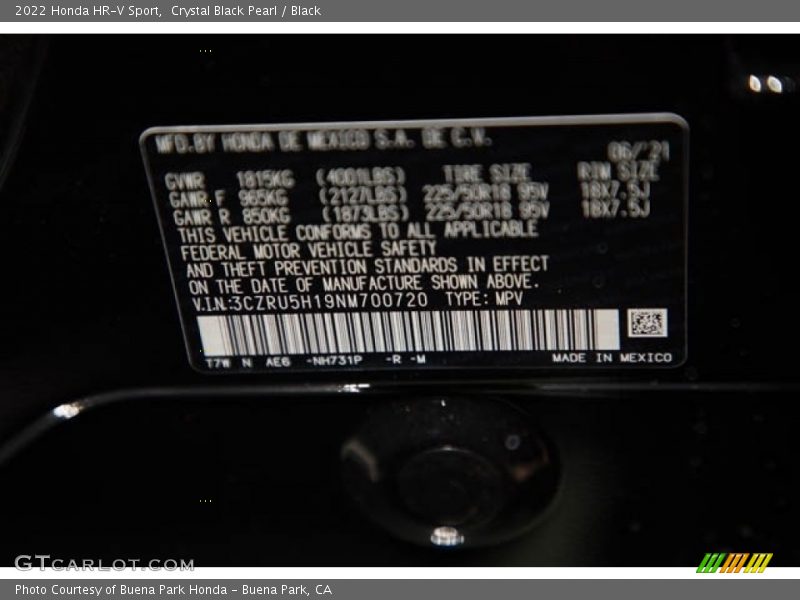 2022 Honda HR-V Sport,  Crystal Black Pearl / Black
MFD.BY HONDA DE MEXICO S.A. DE C.V.
06/'21
GVWR 1815KG (4001LBS) TIRE SIZE RIM SIZE
GAWR F 965KG (2127LBS) 225/50R18 95V 18X7.5J
GAWR R 850KG (1873LBS) 225/50R18 95V 18X7.5J
THIS VEHICLE CONFORMS TO ALL APPLICABLE
FEDERAL MOTOR VEHICLE SAFETY
AND THEFT PREVENTION STANDARDS IN EFFECT
ON THE DATE OF MANUFACTURE SHOWN ABOVE.
V.I.N:3CZRU5H19NM700720 TYPE: MPV
T7W N AE6 -NH731P -R -M MADE IN MEXICO
GTCARLOT.COM
Photo Courtesy of Buena Park Honda - Buena Park, CA